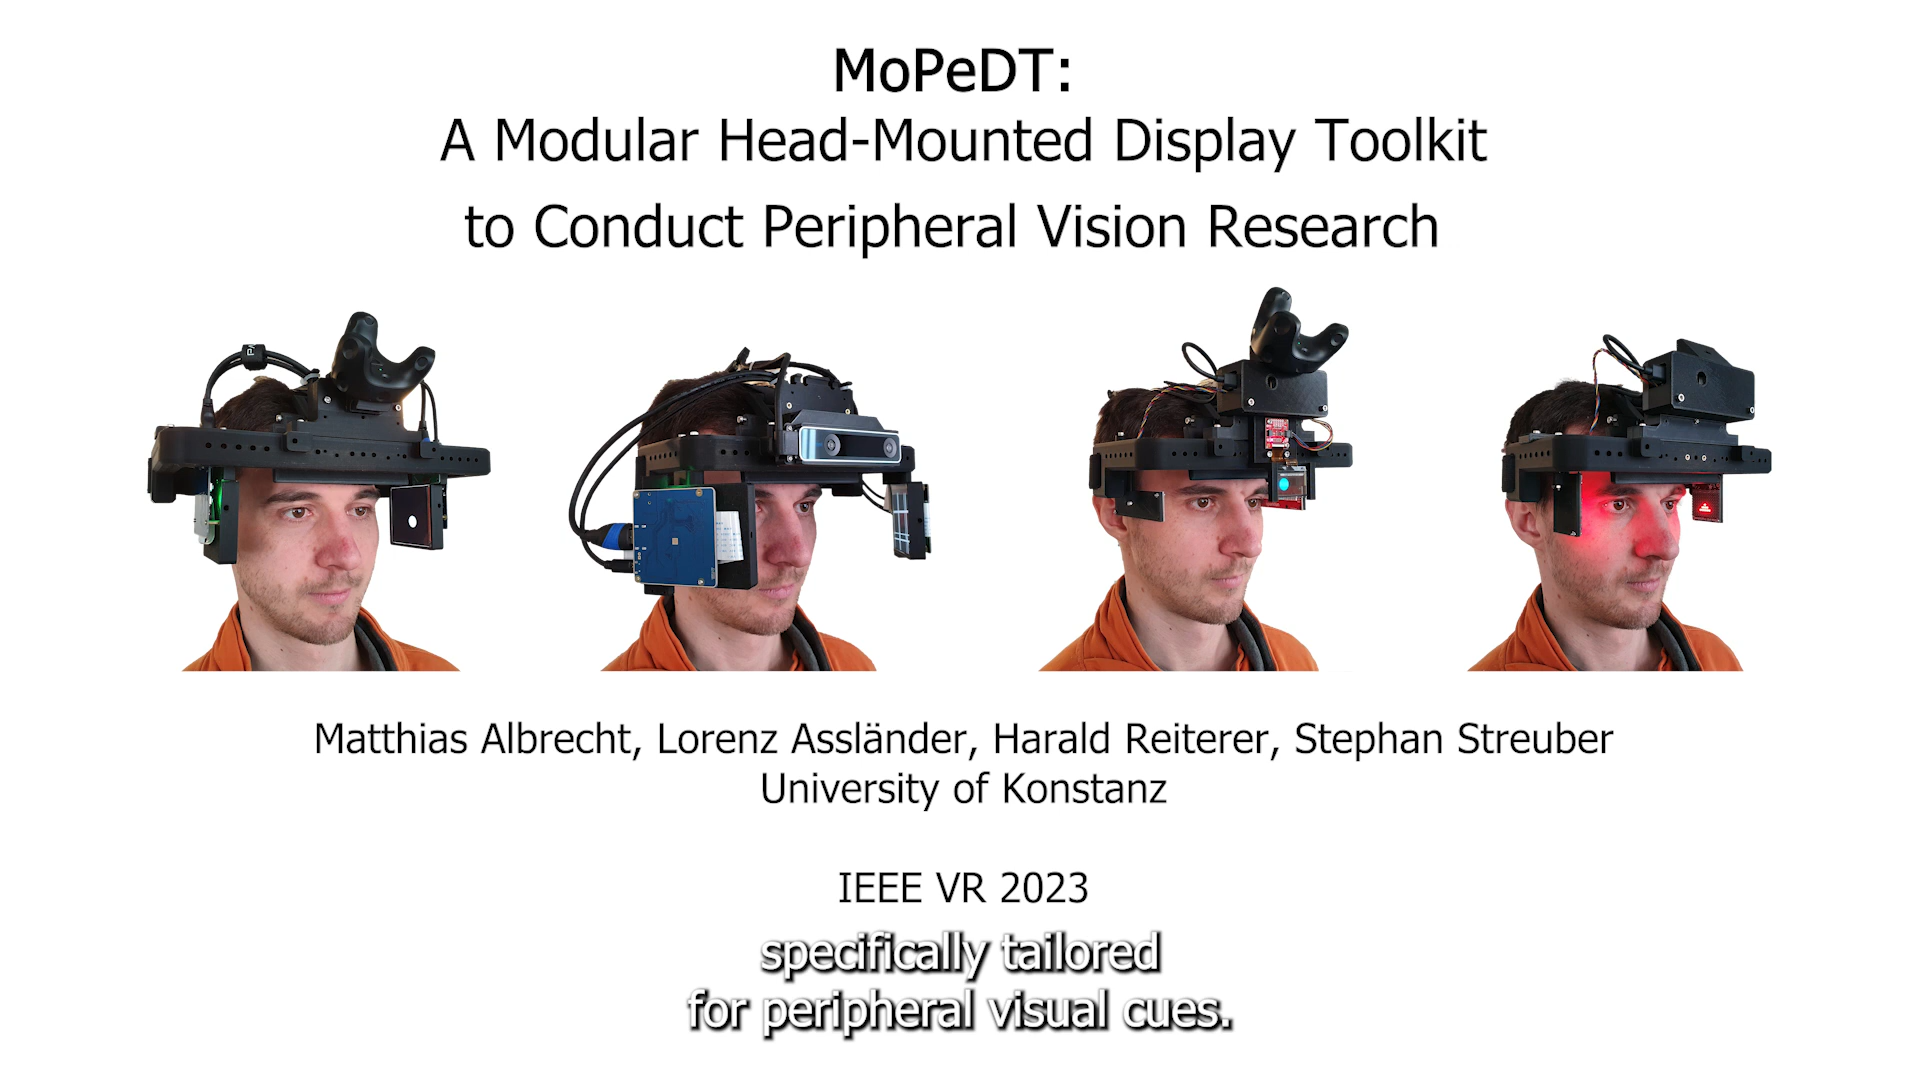 MoPeDT:
A Modular Head-Mounted Display Toolkit
to Conduct Peripheral Vision Research
Matthias Albrecht, Lorenz Assländer, Harald Reiterer, Stephan Streuber
University of Konstanz
IEEE VR 2023
specifically tailored
for peripheral visual cues.